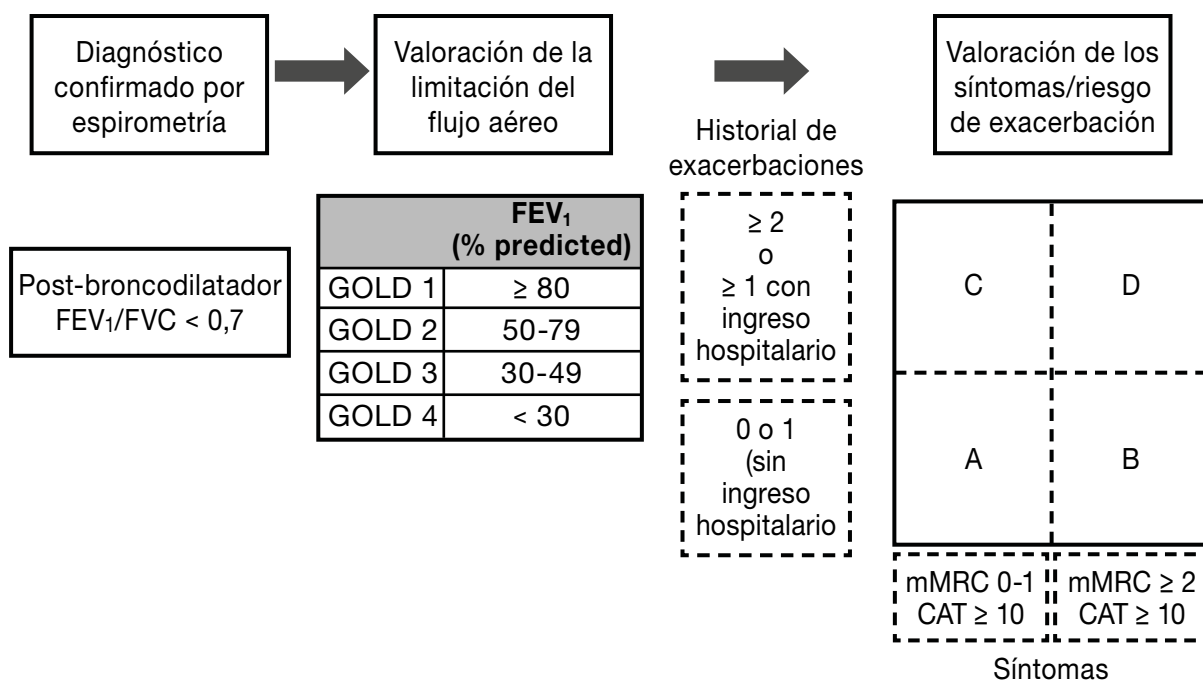 Diagnóstico
confirmado por
espirometría
Valoración de la
limitación del
flujo aéreo
Historial de
exacerbaciones
Valoración de los
síntomas/riesgo
de exacerbación
Post-broncodilatador
FEV₁/FVC < 0,7
FEV₁
(% predicted)
GOLD 1 ≥ 80
GOLD 2 50-79
GOLD 3 30-49
GOLD 4 < 30
≥ 2
o
≥ 1 con
ingreso
hospitalario
0 o 1
(sin
ingreso
hospitalario
C D
A B
mMRC 0-1
CAT ≥ 10
mMRC ≥ 2
CAT ≥ 10
Síntomas